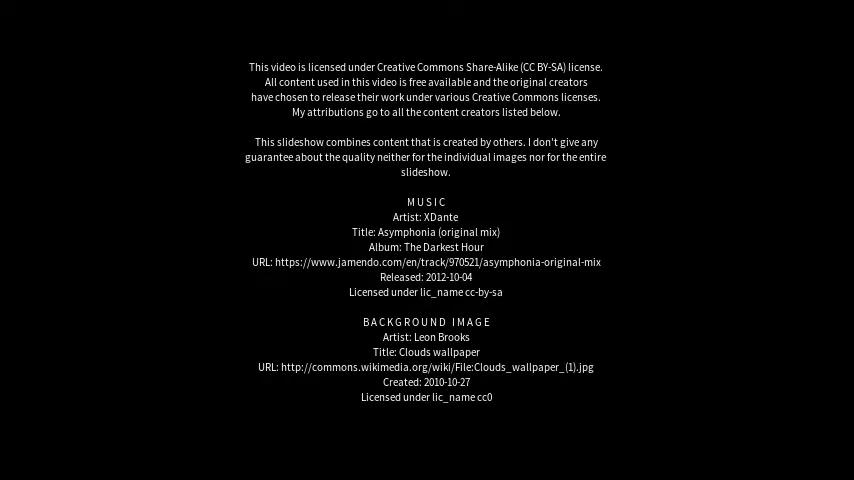 This video is licensed under Creative Commons Share-Alike (CC BY-SA) license.
All content used in this video is free available and the original creators
have chosen to release their work under various Creative Commons licenses.
My attributions go to all the content creators listed below.
This slideshow combines content that is created by others. I don't give any
guarantee about the quality neither for the individual images nor for the entire
slideshow.
MUSIC
Artist: XDante
Title: Asymphonia (original mix)
Album: The Darkest Hour
URL: https://www.jamendo.com/en/track/970521/asymphonia-original-mix
Released: 2012-10-04
Licensed under lic_name cc-by-sa
BACKGROUND IMAGE
Artist: Leon Brooks
Title: Clouds wallpaper
URL: http://commons.wikimedia.org/wiki/File:Clouds_wallpaper_(1).jpg
Created: 2010-10-27
Licensed under lic_name cc0